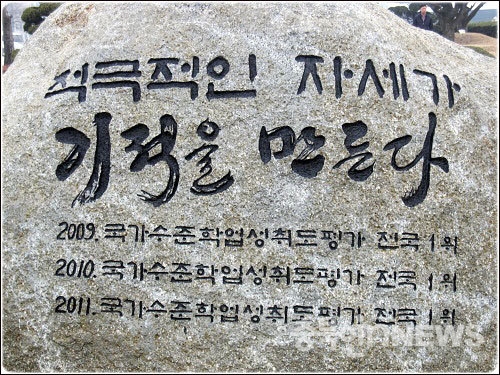 적극적인 자세가
기적을 만든다
2009. 국가수준학업성취도평가 전국1위
2010. 국가수준학업성취도평가 전국1위
2011. 국가수준학업성취도평가 전국1위
NEWS